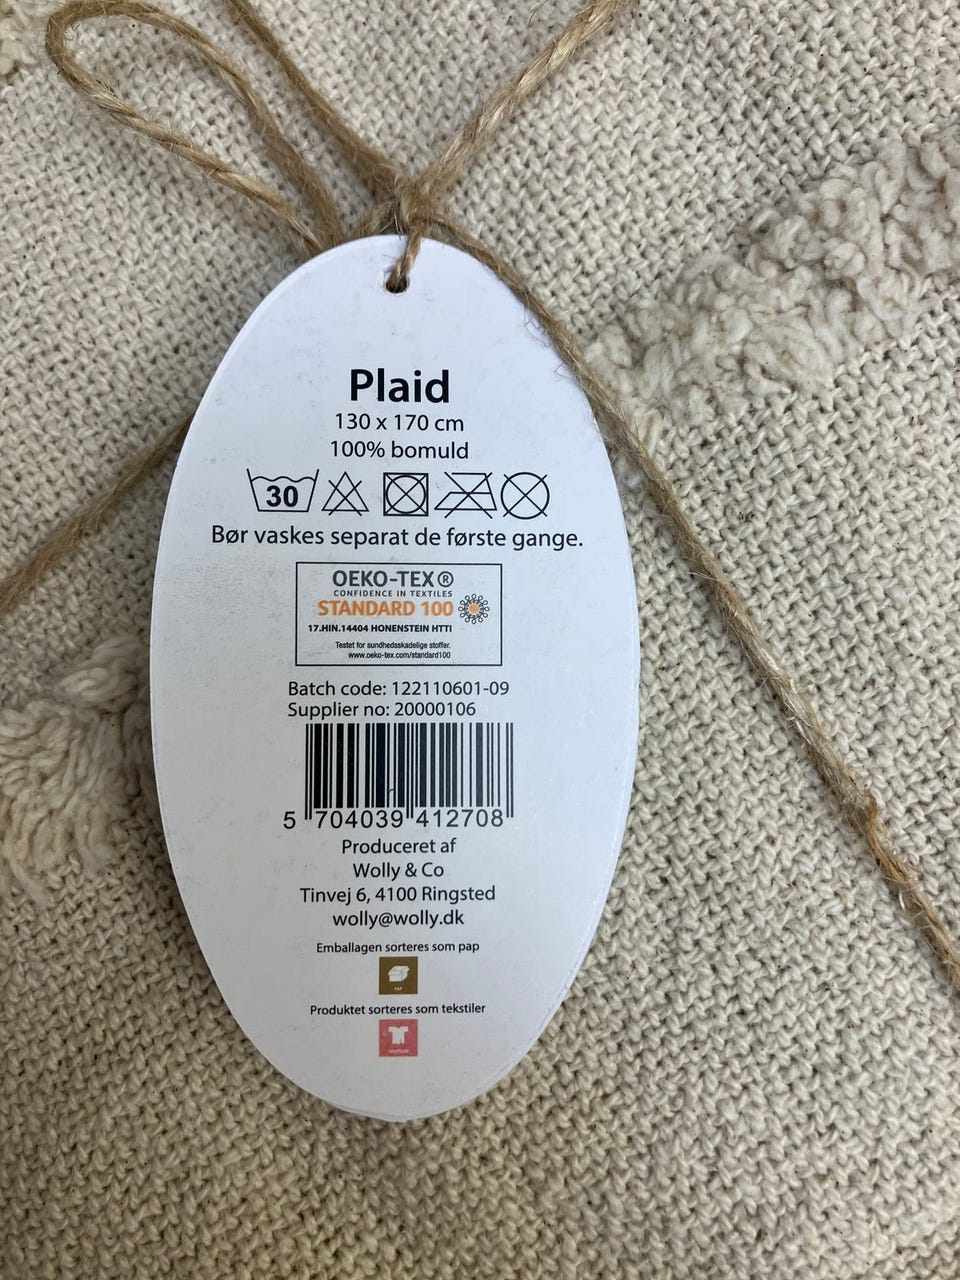 Plaid
130 x 170 cm
100% bomuld
30
Bør vaskes separat de første gange.
OEKO-TEX®
CONFIDENCE IN TEXTILES
STANDARD 100
17.HIN.14404 HONENSTEIN HTTI
Testet for sundhedsskadelige stoffer.
www.oeko-tex.com/standard100
Batch code: 122110601-09
Supplier no: 20000106
5 704039 412708
Produceret af
Wolly & Co
Tinvej 6, 4100 Ringsted
wolly@wolly.dk
Emballagen sorteres som pap
PAP
Produktet sorteres som tekstiler